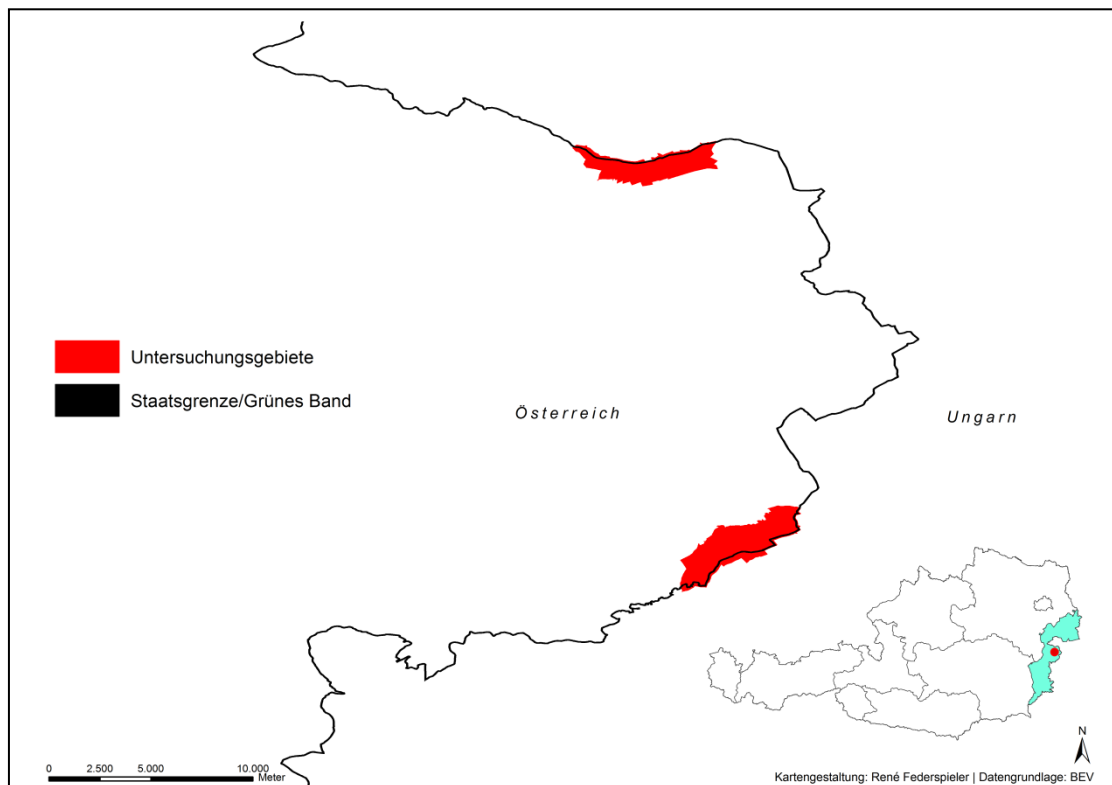 Untersuchungsgebiete
Staatsgrenze/Grünes Band
Österreich
Ungarn
N
0 2.500 5.000 10.000
Meter
Kartengestaltung: René Federspieler | Datengrundlage: BEV